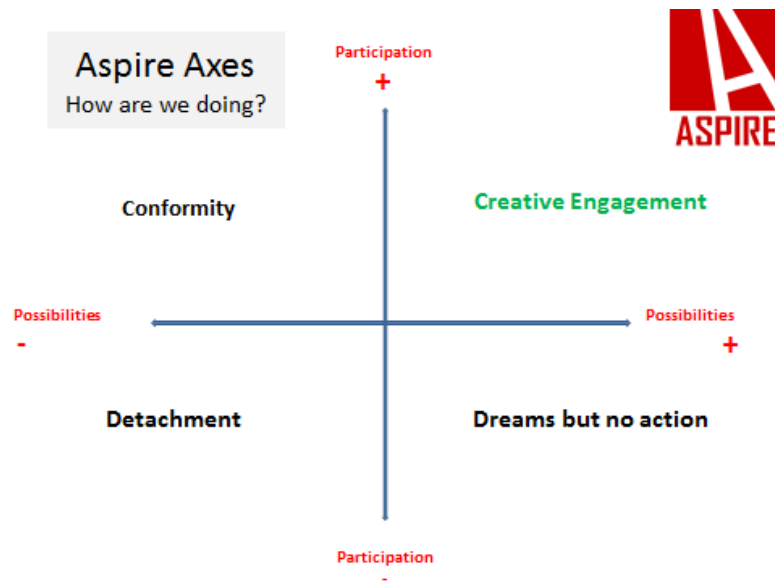 Aspire Axes
How are we doing?
Participation
+
ASPIRE
Conformity
Creative Engagement
Possibilities
-
Possibilities
+
Detachment
Dreams but no action
Participation
-